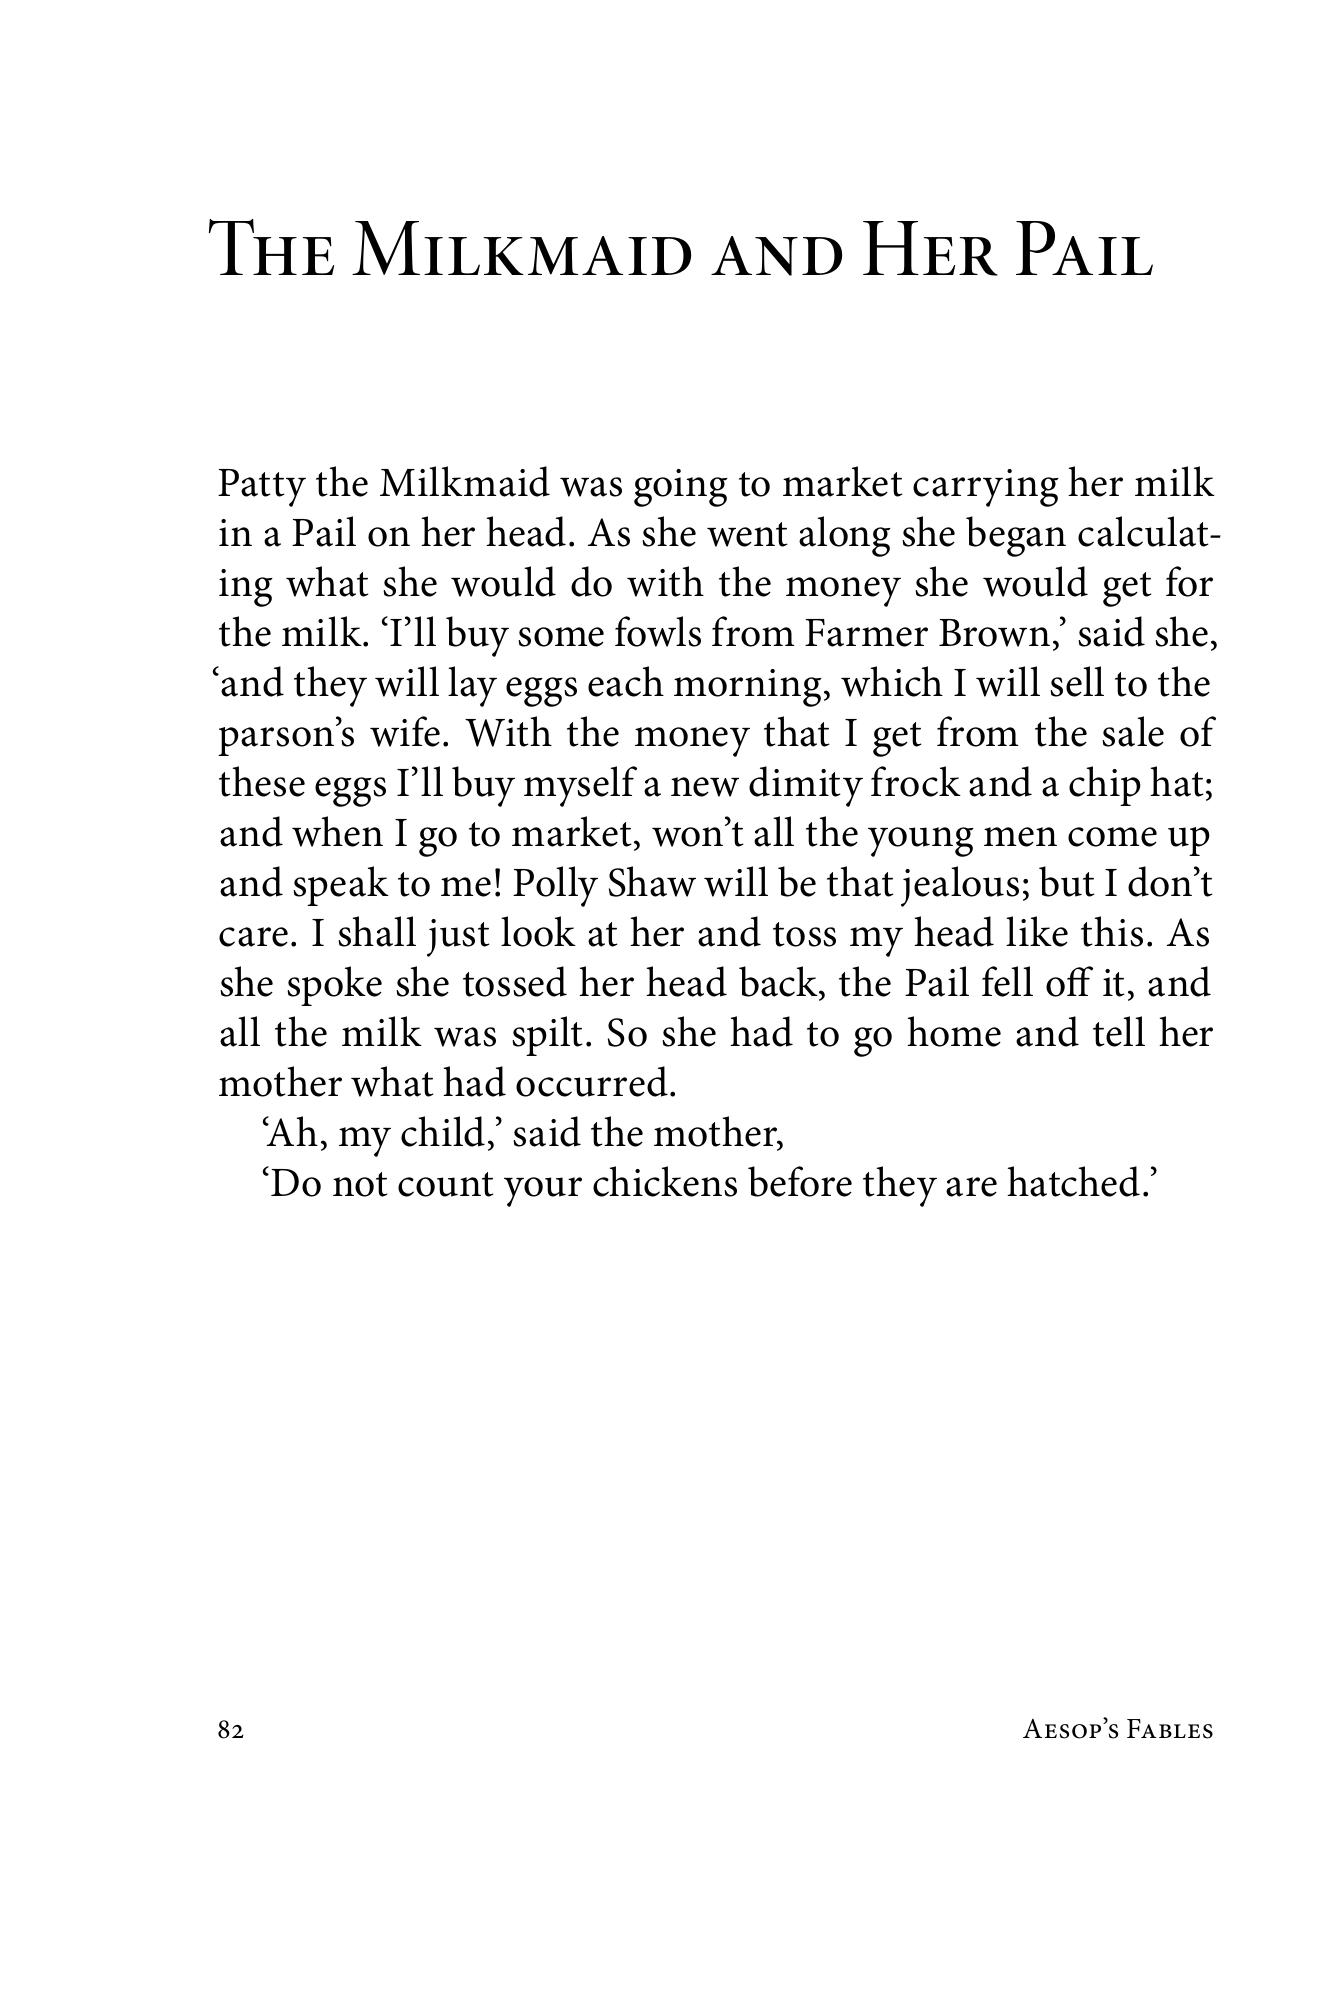 The Milkmaid and Her Pail
Patty the Milkmaid was going to market carrying her milk
in a Pail on her head. As she went along she began calculat-
ing what she would do with the money she would get for
the milk. ‘I’ll buy some fowls from Farmer Brown,’ said she,
‘and they will lay eggs each morning, which I will sell to the
parson’s wife. With the money that I get from the sale of
these eggs I’ll buy myself a new dimity frock and a chip hat;
and when I go to market, won’t all the young men come up
and speak to me! Polly Shaw will be that jealous; but I don’t
care. I shall just look at her and toss my head like this. As
she spoke she tossed her head back, the Pail fell off it, and
all the milk was spilt. So she had to go home and tell her
mother what had occurred.
‘Ah, my child,’ said the mother,
‘Do not count your chickens before they are hatched.’
82 Aesop’s Fables